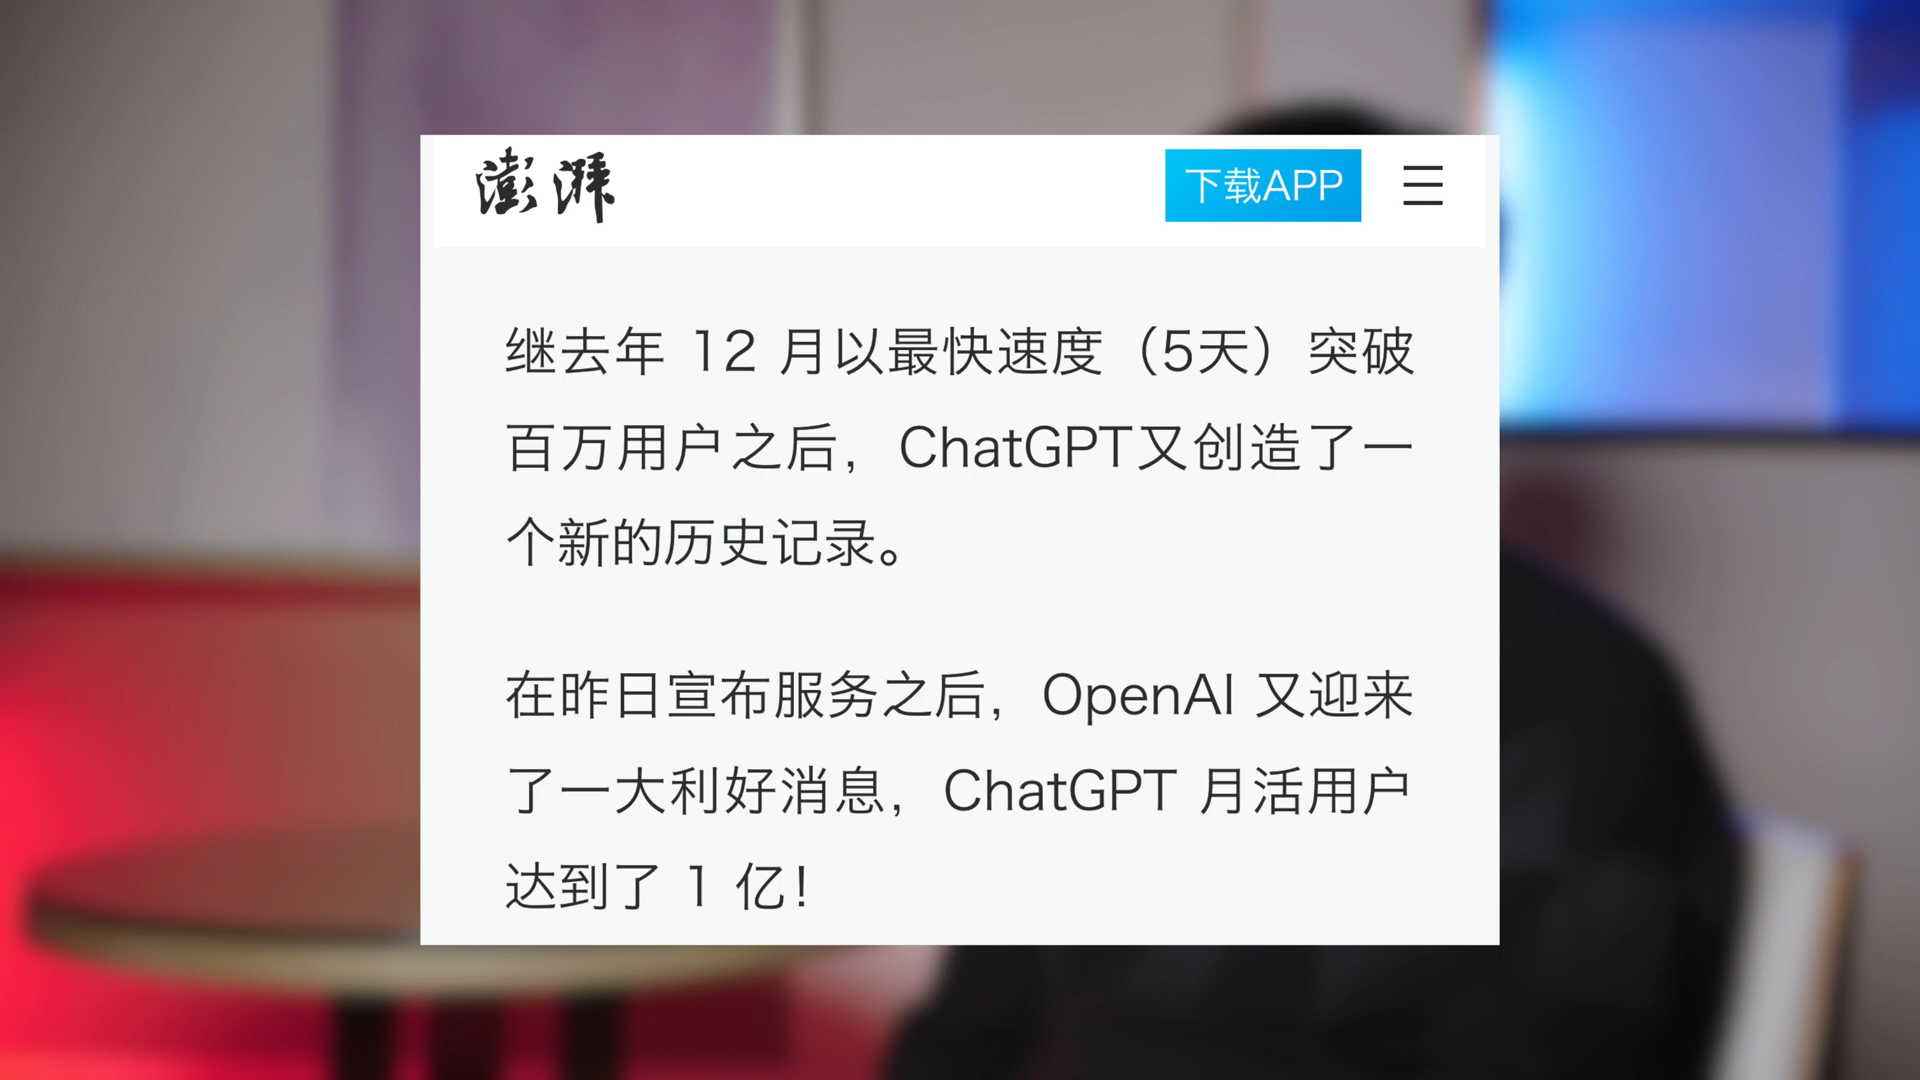 澎湃
下载APP
继去年 12 月以最快速度（5天）突破
百万用户之后，ChatGPT又创造了一
个新的历史记录。
在昨日宣布服务之后，OpenAI 又迎来
了一大利好消息，ChatGPT 月活用户
达到了 1 亿！